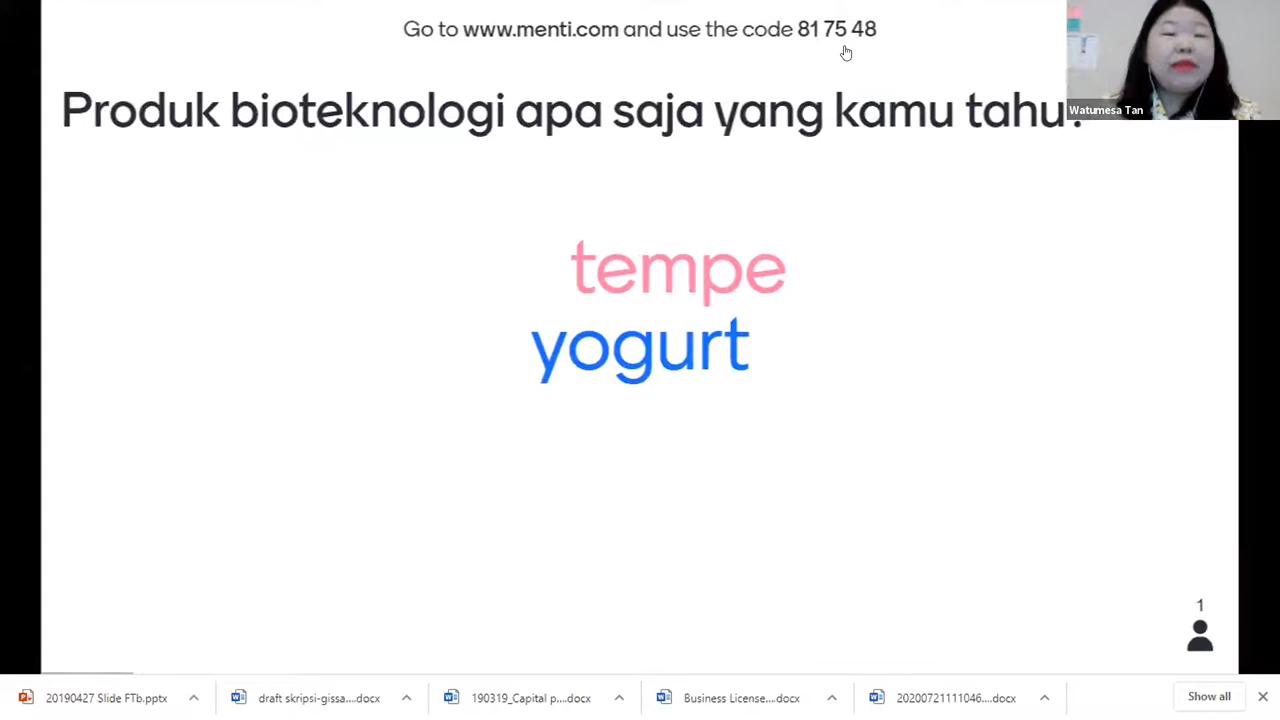 Go to www.menti.com and use the code 81 75 48
Watumesa Tan
Produk bioteknologi apa saja yang kamu tahu?
tempe
yogurt
1
20190427 Slide FTb.pptx
draft skripsi-gissa....docx
190319_Capital p....docx
Business License....docx
20200721111046....docx
Show all